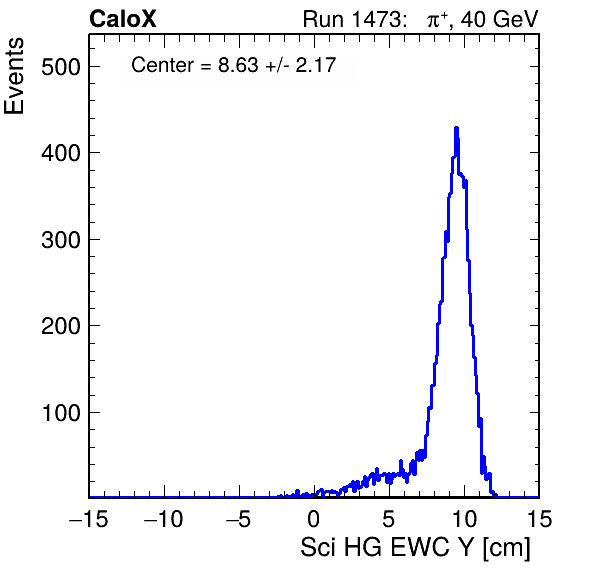 CaloX Run 1473: π⁺, 40 GeV
Center = 8.63 +/- 2.17
Events
500
400
300
200
100
−15 −10 −5 0 5 10 15
Sci HG EWC Y [cm]